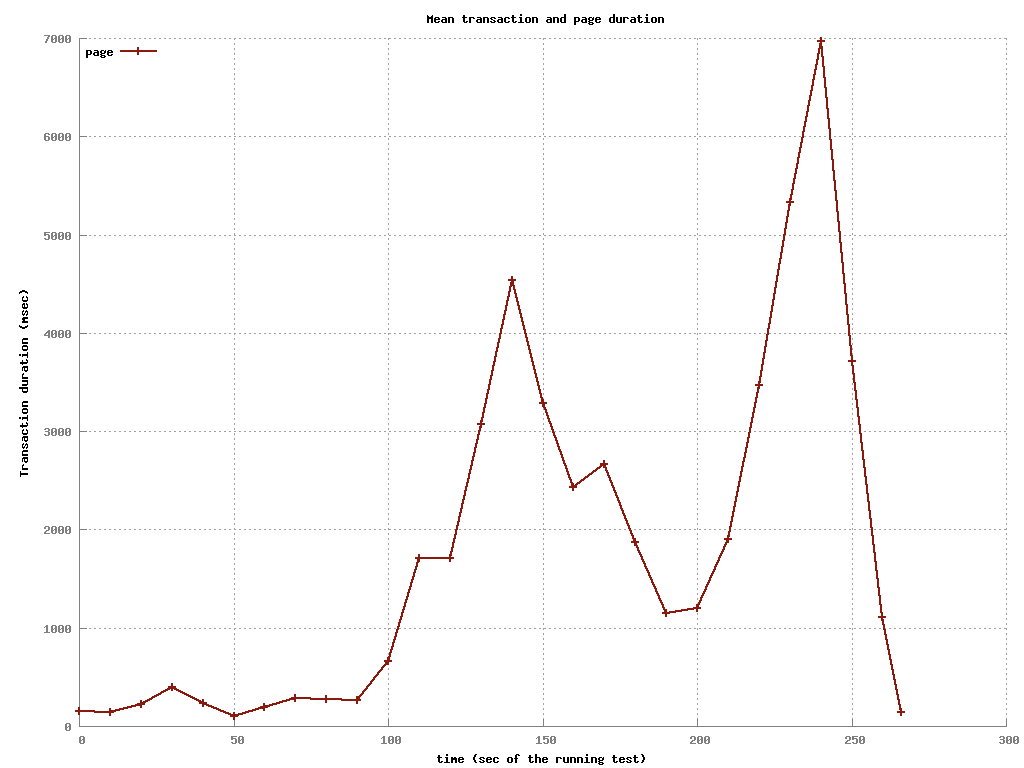 Mean transaction and page duration
page
7000
6000
5000
4000
3000
2000
1000
0
Transaction duration (msec)
0 50 100 150 200 250 300
time (sec of the running test)